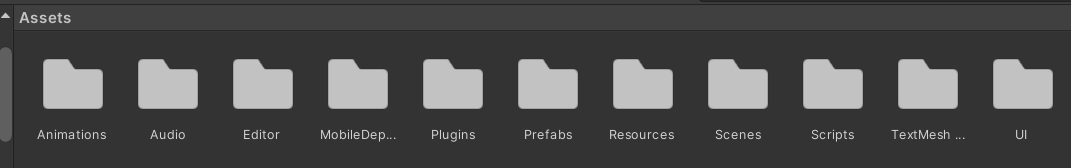 Assets
Animations Audio Editor MobileDep... Plugins Prefabs Resources Scenes Scripts TextMesh ... UI